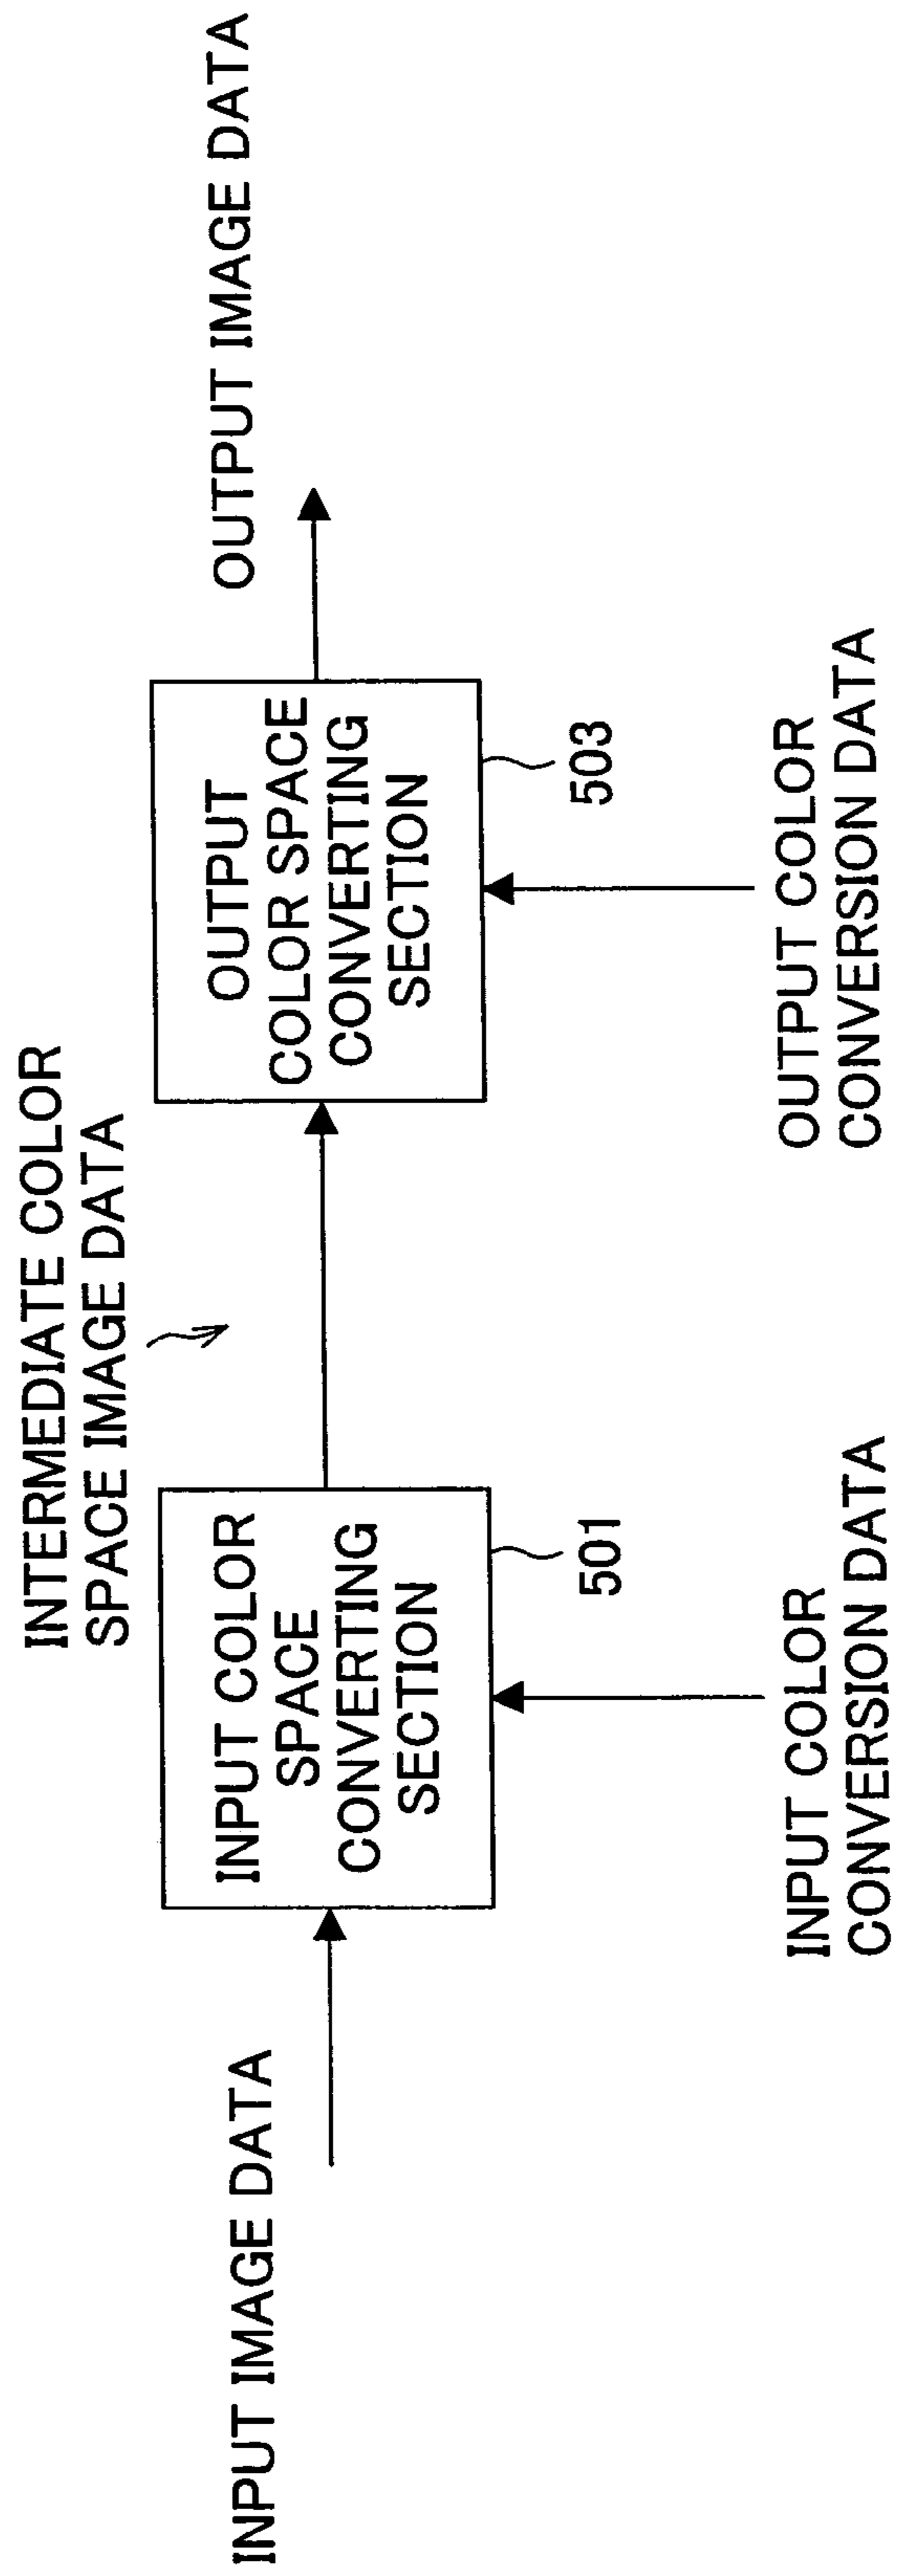 INTERMEDIATE COLOR
SPACE IMAGE DATA
INPUT IMAGE DATA
INPUT COLOR
SPACE
CONVERTING
SECTION
501
OUTPUT
COLOR SPACE
CONVERTING
SECTION
503
OUTPUT IMAGE DATA
INPUT COLOR
CONVERSION DATA
OUTPUT COLOR
CONVERSION DATA